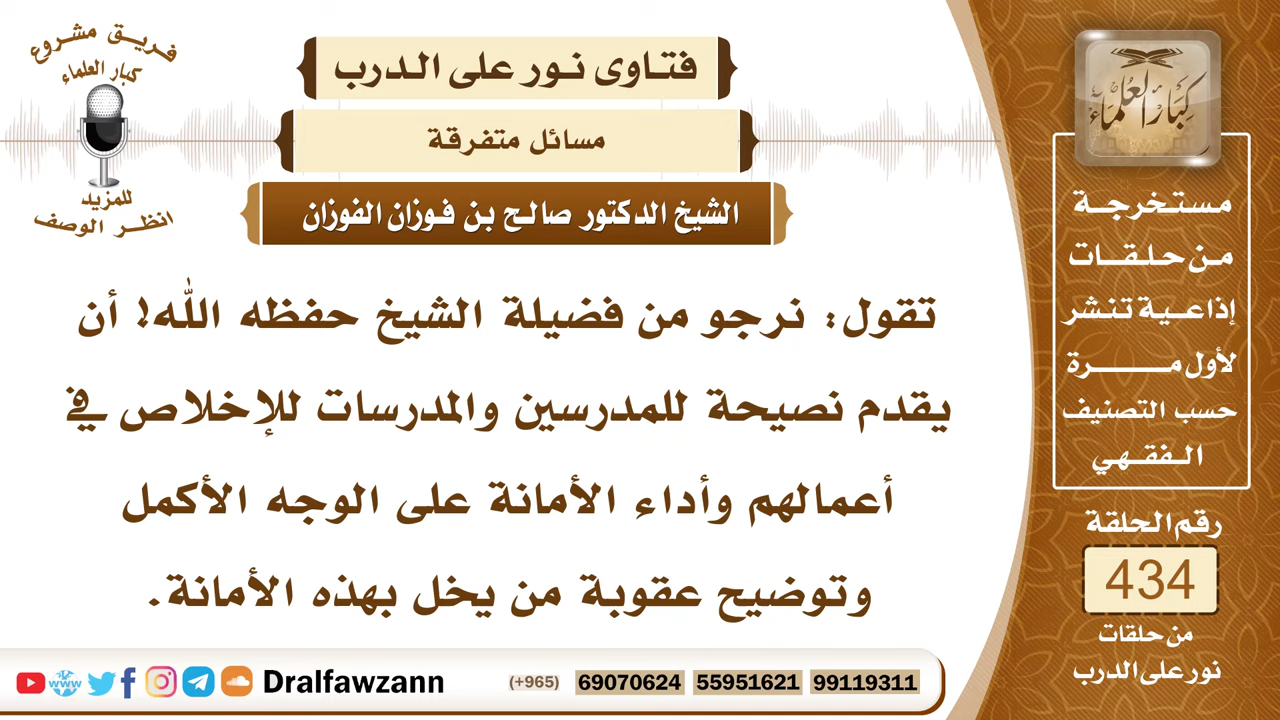 فريق مشروع
كبار العلماء
للمزيد
انظر الوصف
فتاوى نور على الدرب
مسائل متفرقة
الشيخ الدكتور صالح بن فوزان الفوزان
تقول: نرجو من فضيلة الشيخ حفظه الله! أن
يقدم نصيحة للمدرسين والمدرسات للإخلاص في
أعمالهم وأداء الأمانة على الوجه الأكمل
وتوضيح عقوبة من يخل بهذه الأمانة.
كبار العلماء
مستخرجة
من حلقات
إذاعية تنشر
لأول مرة
حسب التصنيف
الفقهي
رقم الحلقة
434
من حلقات
نور على الدرب
www Dralfawzann (+965) 69070624 55951621 99119311